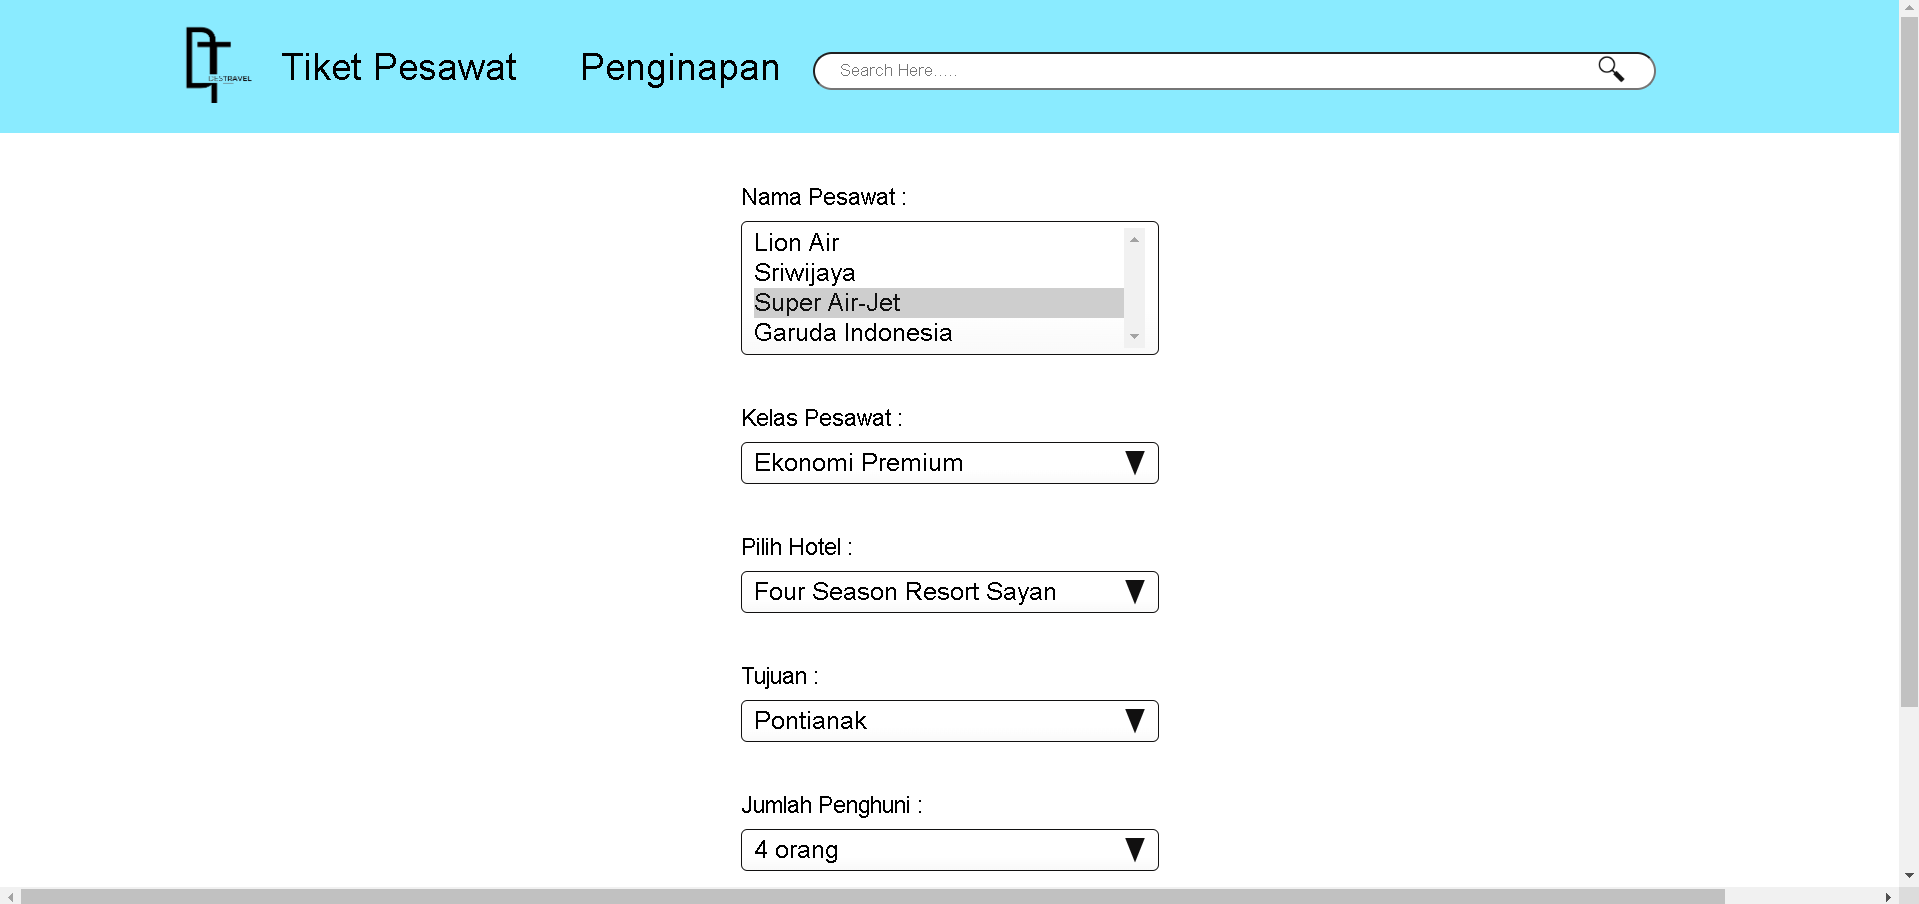 DESTRAVEL
Tiket Pesawat
Penginapan
Search Here.....
Nama Pesawat :
Lion Air
Sriwijaya
Super Air-Jet
Garuda Indonesia
Kelas Pesawat :
Ekonomi Premium
Pilih Hotel :
Four Season Resort Sayan
Tujuan :
Pontianak
Jumlah Penghuni :
4 orang